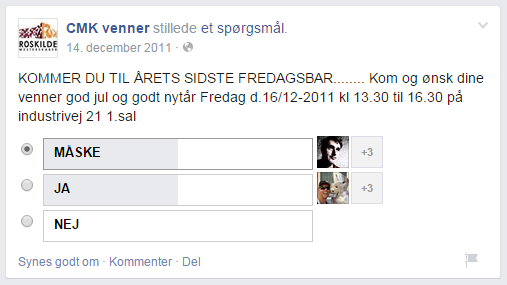 CMK venner stillede et spørgsmål.
14. december 2011 ·
ROSKILDE
KOMMER DU TIL ÅRETS SIDSTE FREDAGSBAR........ Kom og ønsk dine
venner god jul og godt nytår Fredag d.16/12-2011 kl 13.30 til 16.30 på
industrivej 21 1.sal
MÅSKE +3
JA +3
NEJ
Synes godt om · Kommenter · Del